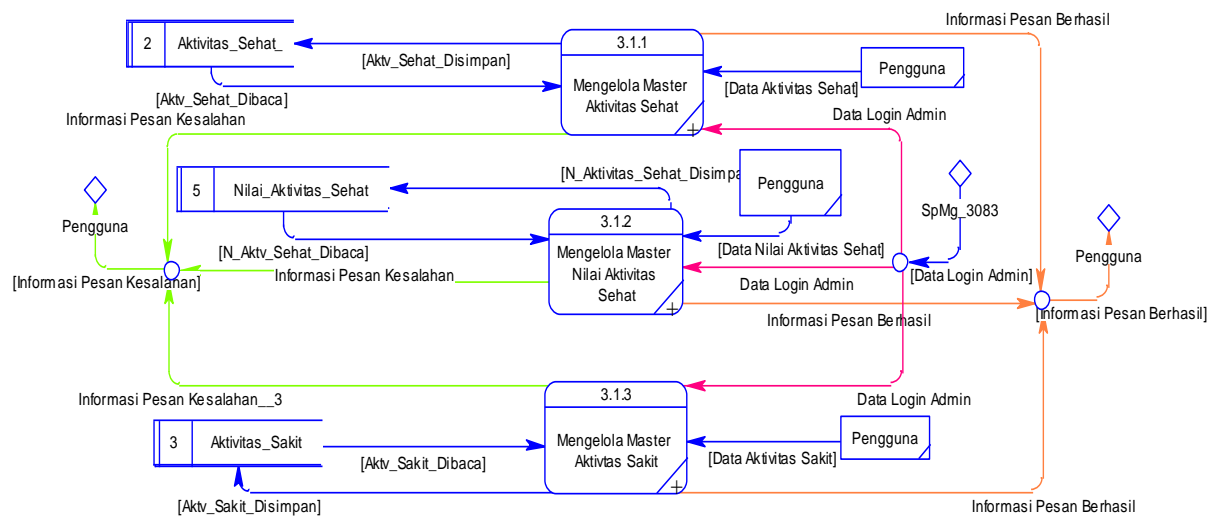 Informasi Pesan Berhasil
2
Aktivitas_Sehat_
[Aktv_Sehat_Disimpan]
3.1.1
Mengelola Master
Aktivitas Sehat
Pengguna
[Data Aktivitas Sehat]
[Aktv_Sehat_Dibaca]
Informasi Pesan Kesalahan
Data Login Admin
5
Nilai_Aktivitas_Sehat
[N_Aktivitas_Sehat_Disimpa
Pengguna
SpMg_3083
Pengguna
3.1.2
Mengelola Master
Nilai Aktivitas
Sehat
[N_Aktv_Sehat_Dibaca]
[Data Nilai Aktivitas Sehat]
Pengguna
[Informasi Pesan Kesalahan]
Informasi Pesan Kesalahan
Data Login Admin
[Data Login Admin]
Informasi Pesan Berhasil
[Informasi Pesan Berhasil]
Informasi Pesan Kesalahan__3
3.1.3
Mengelola Master
Aktivtas Sakit
Data Login Admin
3
Aktivitas_Sakit
[Aktv_Sakit_Dibaca]
Pengguna
[Data Aktivitas Sakit]
[Aktv_Sakit_Disimpan]
Informasi Pesan Berhasil